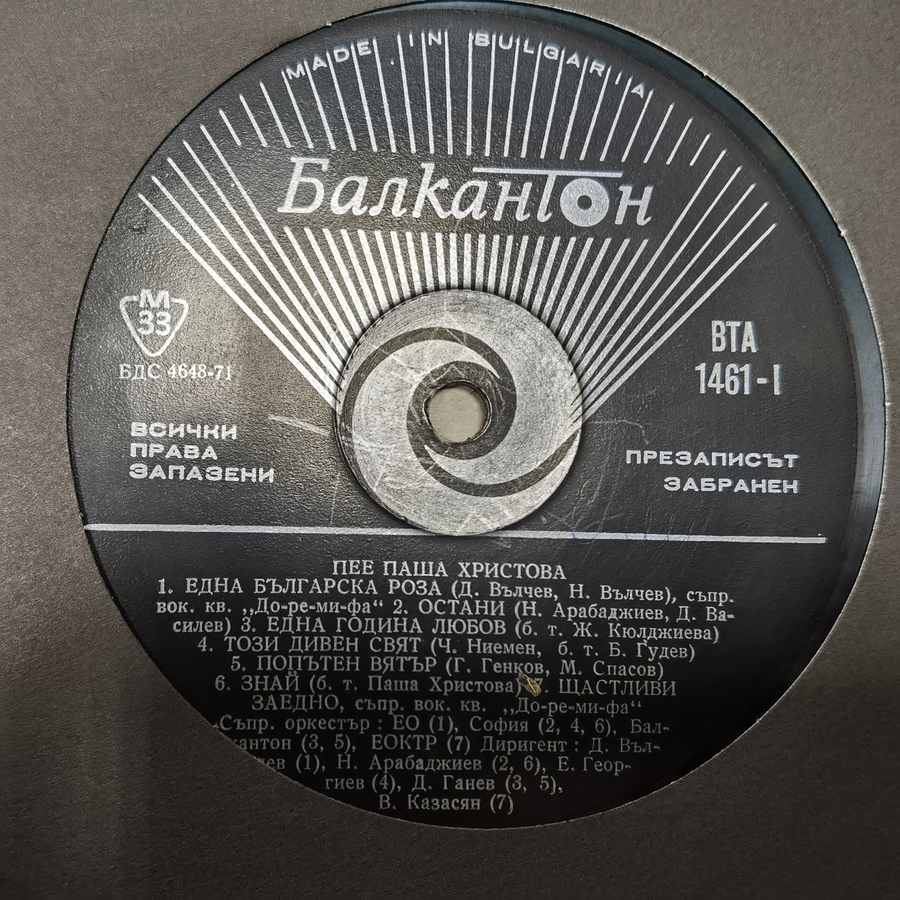 MADE IN BULGARIA
Балкантон
М
33
БДС 4648-71
ВТА
1461-I
ВСИЧКИ
ПРАВА
ЗАПАЗЕНИ
ПРЕЗАПИСЪТ
ЗАБРАНЕН
ПЕЕ ПАША ХРИСТОВА
1. ЕДНА БЪЛГАРСКА РОЗА (Д. Вълчев, Н. Вълчев), съпр.
вок. кв. „До-ре-ми-фа“ 2. ОСТАНИ (Н. Арабаджиев, Д. Ва-
силев) 3. ЕДНА ГОДИНА ЛЮБОВ (б. т. Ж. Кюлджиева)
4. ТОЗИ ДИВЕН СВЯТ (Ч. Ниемен, б. т. Б. Гудев)
5. ПОПЪТЕН ВЯТЪР (Г. Генков, М. Спасов)
6. ЗНАЙ (б. т. Паша Христова) 7. ЩАСТЛИВИ
ЗАЕДНО, съпр. вок. кв. „До-ре-ми-фа“
Съпр. оркестър : ЕО (1), София (2, 4, 6), Бал-
кантон (3, 5), ЕОКТР (7) Диригент : Д. Въл-
чев (1), Н. Арабаджиев (2, 6), Е. Геор-
гиев (4), Д. Ганев (3, 5),
В. Казасян (7)